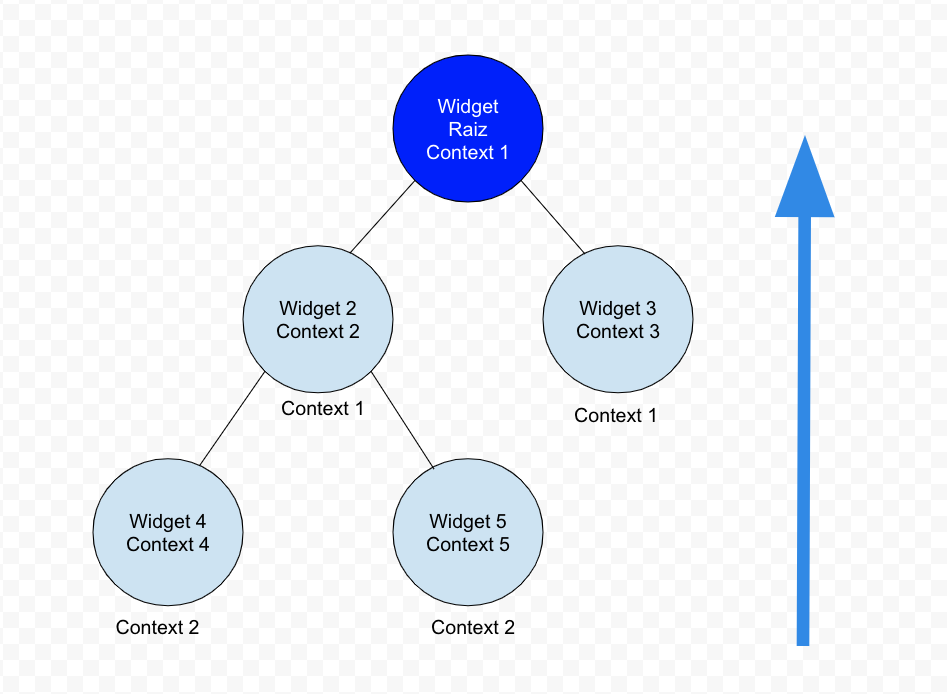 Widget
Raiz
Context 1
Widget 2
Context 2
Widget 3
Context 3
Context 1
Context 1
Widget 4
Context 4
Widget 5
Context 5
Context 2
Context 2